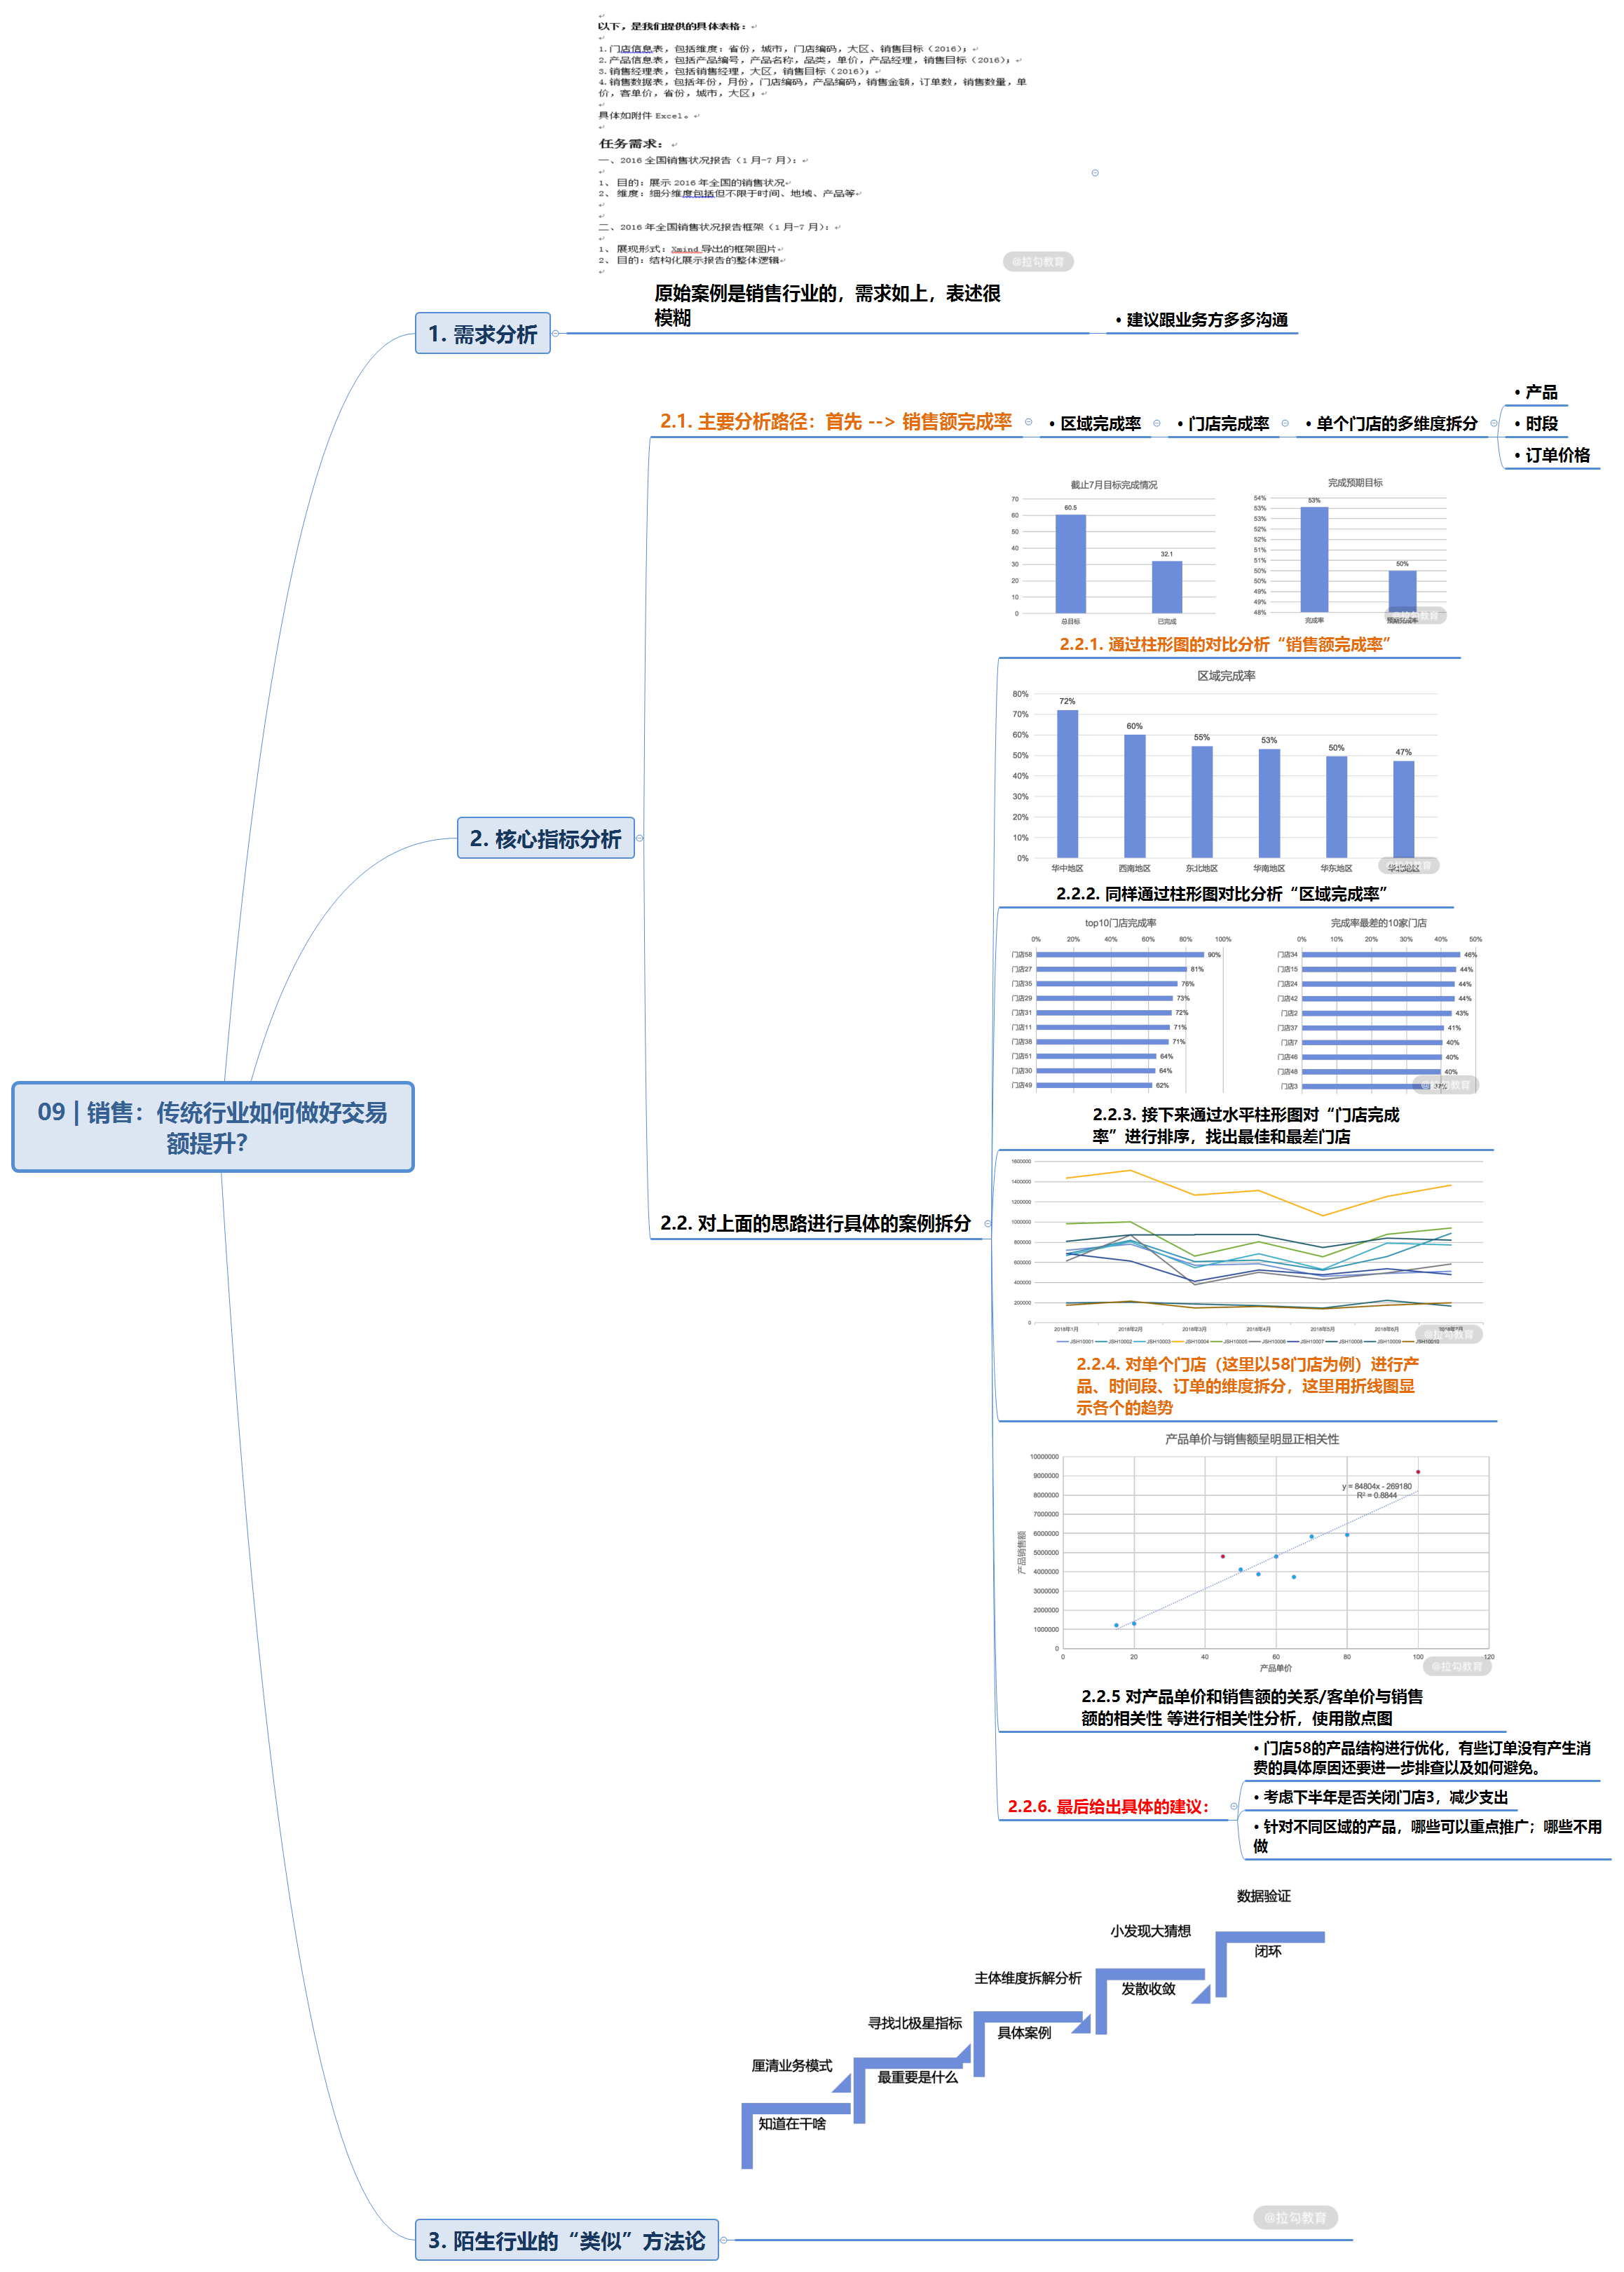 以下，是我们提供的具体表格：
1.门店信息表，包括维度：省份，城市，门店编码，大区、销售目标（2016）；
2.产品信息表，包括产品编号，产品名称，品类，单价，产品经理，销售目标（2016）；
3.销售经理表，包括销售经理，大区，销售目标（2016）；
4.销售数据表，包括年份，月份，门店编码，产品编码，销售金额，订单数，销售数量，单
价，客单价，省份，城市，大区；
具体如附件 Excel。
任务需求：
一、2016 全国销售状况报告（1 月-7 月）：
1、 目的：展示 2016 年全国的销售状况
2、 维度：细分维度包括但不限于时间、地域、产品等
二、2016 年全国销售状况报告框架（1 月-7 月）：
1、 展现形式：Xmind 导出的框架图片
2、 目的：结构化展示报告的整体逻辑
@拉勾教育
原始案例是销售行业的，需求如上，表述很
模糊
1. 需求分析
• 建议跟业务方多多沟通
2.1. 主要分析路径：首先 --> 销售额完成率
• 区域完成率
• 门店完成率
• 单个门店的多维度拆分
• 产品
• 时段
• 订单价格
截止7月目标完成情况
70
60
50
40
30
20
10
0
60.5
32.1
总目标
已完成
完成预期目标
54%
53%
53%
52%
52%
51%
51%
50%
50%
49%
49%
48%
53%
50%
完成率
预期完成率
@拉勾教育
2.2.1. 通过柱形图的对比分析“销售额完成率”
区域完成率
80%
70%
60%
50%
40%
30%
20%
10%
0%
72%
60%
55%
53%
50%
47%
华中地区
西南地区
东北地区
华南地区
华东地区
华北地区
2. 核心指标分析
2.2.2. 同样通过柱形图对比分析“区域完成率”
top10门店完成率
0% 20% 40% 60% 80% 100%
门店58 90%
门店27 81%
门店35 76%
门店29 73%
门店31 72%
门店11 71%
门店38 71%
门店51 64%
门店30 64%
门店49 62%
完成率最差的10家门店
0% 10% 20% 30% 40% 50%
门店34 46%
门店15 44%
门店24 44%
门店42 44%
门店2 43%
门店37 41%
门店7 40%
门店46 40%
门店48 40%
门店3
@拉勾教育
2.2.3. 接下来通过水平柱形图对“门店完成
率”进行排序，找出最佳和最差门店
09 | 销售：传统行业如何做好交易
额提升？
2.2. 对上面的思路进行具体的案例拆分
1600000
1400000
1200000
1000000
800000
600000
400000
200000
0
2016年1月 2016年2月 2016年3月 2016年4月 2016年5月 2016年6月 2016年7月
JSH10001 JSH10002 JSH10003 JSH10004 JSH10005 JSH10006 JSH10007 JSH10008 JSH10009 JSH10010
@拉勾教育
2.2.4. 对单个门店（这里以58门店为例）进行产
品、时间段、订单的维度拆分，这里用折线图显
示各个的趋势
产品单价与销售额呈明显正相关性
10000000
9000000
8000000
7000000
6000000
5000000
4000000
3000000
2000000
1000000
0
产品销售额
y = 84804x - 269180
R² = 0.8844
0 20 40 60 80 100 120
产品单价
@拉勾教育
2.2.5 对产品单价和销售额的关系/客单价与销售
额的相关性 等进行相关性分析，使用散点图
2.2.6. 最后给出具体的建议：
• 门店58的产品结构进行优化，有些订单没有产生消
费的具体原因还要进一步排查以及如何避免。
• 考虑下半年是否关闭门店3，减少支出
• 针对不同区域的产品，哪些可以重点推广；哪些不用
做
数据验证
小发现大猜想
闭环
主体维度拆解分析
发散收敛
寻找北极星指标
具体案例
厘清业务模式
最重要是什么
知道在干啥
@拉勾教育
3. 陌生行业的“类似”方法论